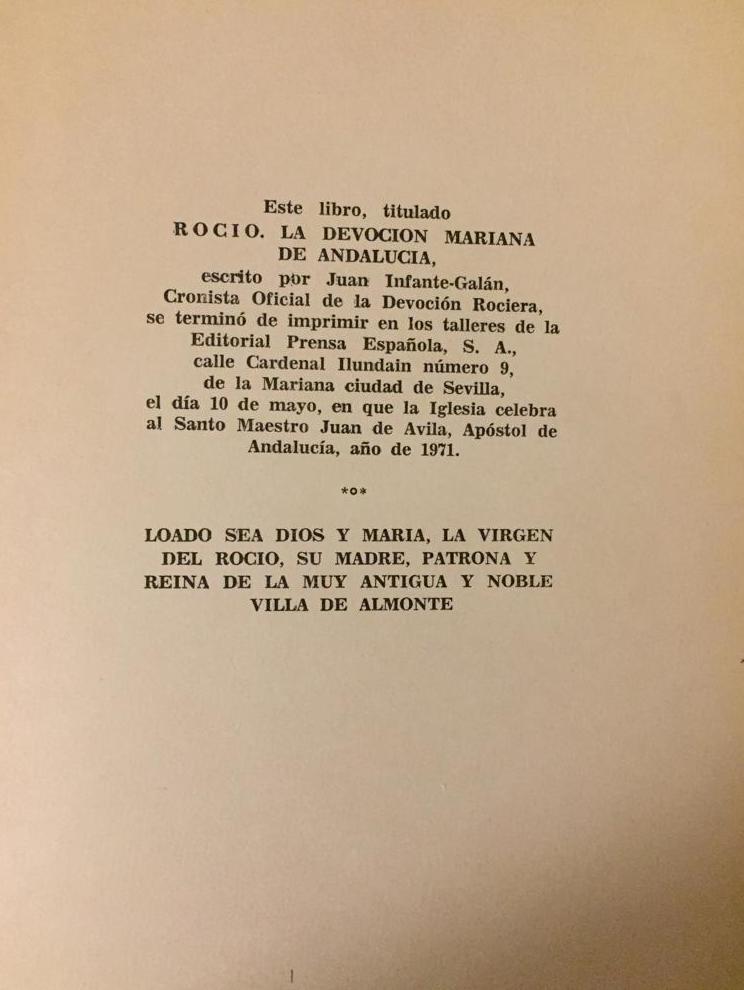 Este libro, titulado
ROCIO. LA DEVOCION MARIANA
DE ANDALUCIA,
escrito por Juan Infante-Galán,
Cronista Oficial de la Devoción Rociera,
se terminó de imprimir en los talleres de la
Editorial Prensa Española, S. A.,
calle Cardenal Ilundain número 9,
de la Mariana ciudad de Sevilla,
el día 10 de mayo, en que la Iglesia celebra
al Santo Maestro Juan de Avila, Apóstol de
Andalucía, año de 1971.
*o*
LOADO SEA DIOS Y MARIA, LA VIRGEN
DEL ROCIO, SU MADRE, PATRONA Y
REINA DE LA MUY ANTIGUA Y NOBLE
VILLA DE ALMONTE